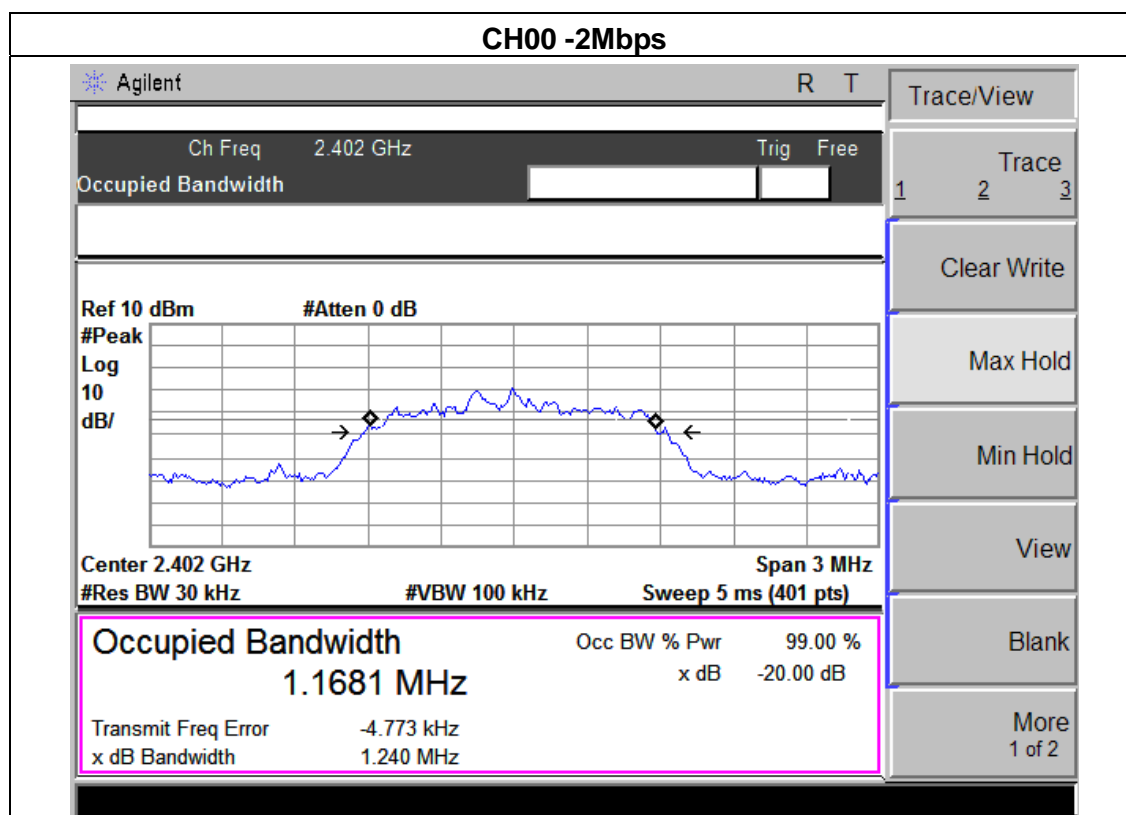 CH00 -2Mbps
Agilent R T
Trace/View
Ch Freq 2.402 GHz Trig Free
Occupied Bandwidth
Trace
1 2 3
Clear Write
Max Hold
Min Hold
View
Blank
More
1 of 2
Ref 10 dBm #Atten 0 dB
#Peak
Log
10
dB/
Center 2.402 GHz Span 3 MHz
#Res BW 30 kHz #VBW 100 kHz Sweep 5 ms (401 pts)
Occupied Bandwidth Occ BW % Pwr 99.00 %
1.1681 MHz x dB -20.00 dB
Transmit Freq Error -4.773 kHz
x dB Bandwidth 1.240 MHz